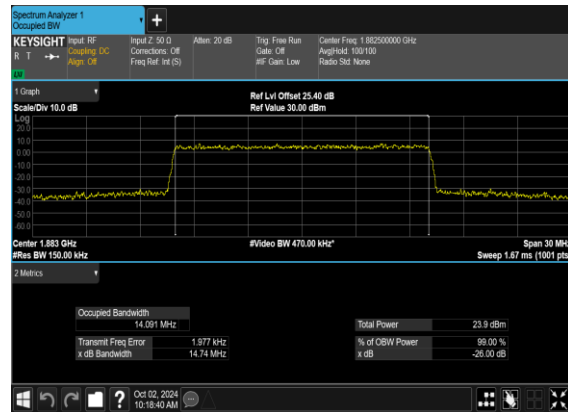 Spectrum Analyzer 1
Occupied BW
+
KEYSIGHT Input: RF Input Z: 50 Ω Atten: 20 dB Trig: Free Run Center Freq: 1.882500000 GHz
R T Coupling: DC Corrections: Off Gate: Off Avg|Hold: 100/100
Align: Off Freq Ref: Int (S) #IF Gain: Low Radio Std: None
1 Graph Ref Lvl Offset 25.40 dB
Scale/Div 10.0 dB Ref Value 30.00 dBm
Log
20.0
10.0
0.00
-10.0
-20.0
-30.0
-40.0
-50.0
-60.0
Center 1.883 GHz #Video BW 470.00 kHz* Span 30 MHz
#Res BW 150.00 kHz Sweep 1.67 ms (1001 pts
2 Metrics
Occupied Bandwidth
14.091 MHz Total Power 23.9 dBm
Transmit Freq Error 1.977 kHz % of OBW Power 99.00 %
x dB Bandwidth 14.74 MHz x dB -26.00 dB
? Oct 02, 2024
10:18:40 AM